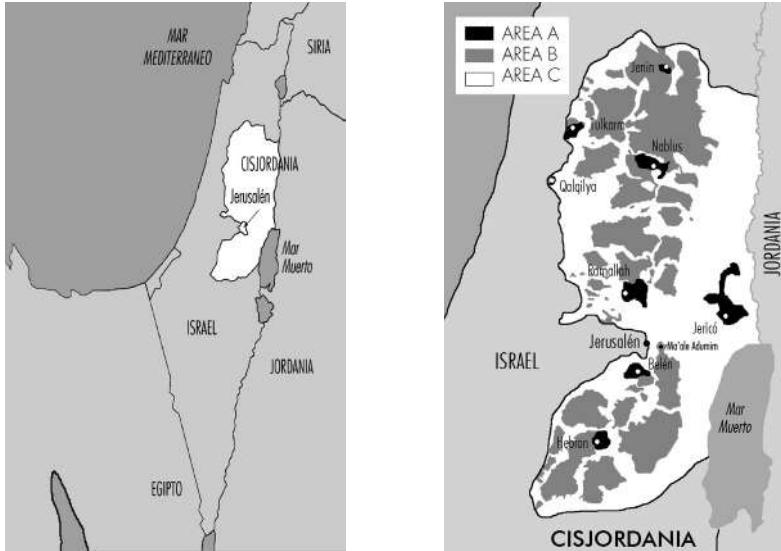 MAR
MEDITERRANEO
SIRIA
CISJORDANIA
Jerusalén
Mar
Muerto
ISRAEL
JORDANIA
EGIPTO
AREA A
AREA B
AREA C
Jenin
Tulkarm
Nablus
Qalqilya
JORDANIA
Ramallah
Jericó
Jerusalén
Ma'ale Adumim
ISRAEL
Belén
Mar
Muerto
Hebron
CISJORDANIA